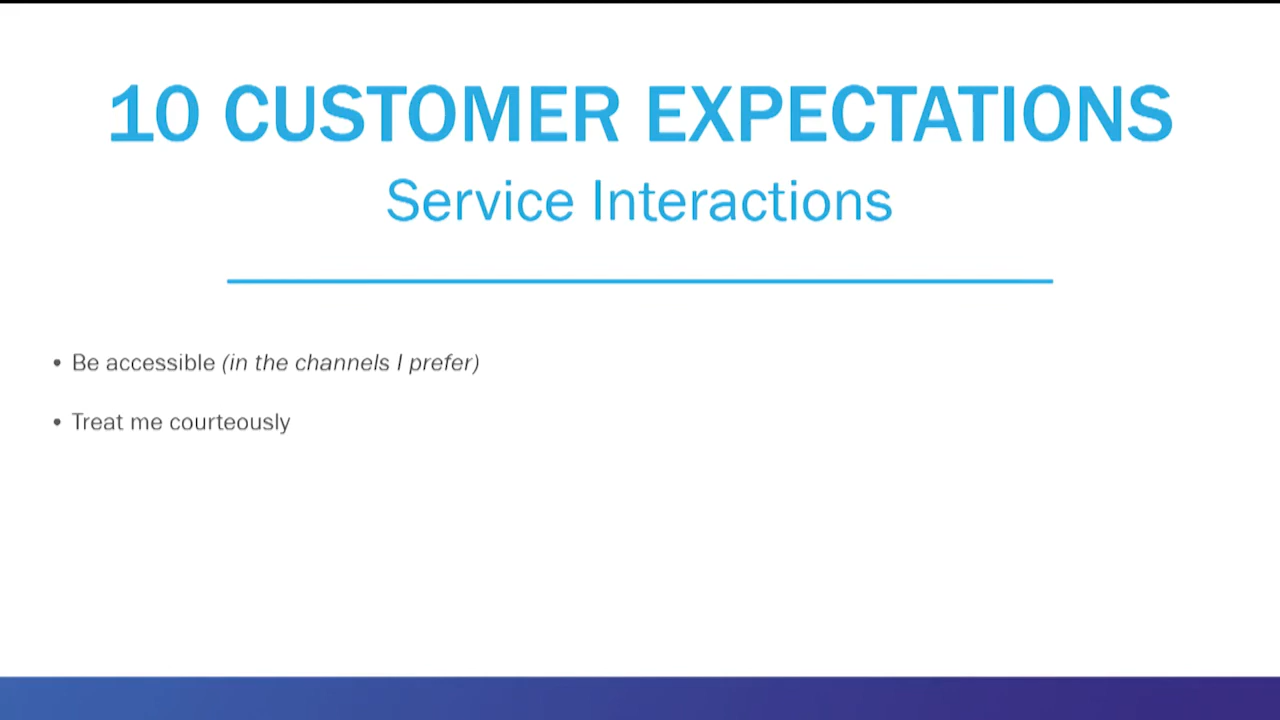 10 CUSTOMER EXPECTATIONS
Service Interactions
• Be accessible (in the channels I prefer)
• Treat me courteously